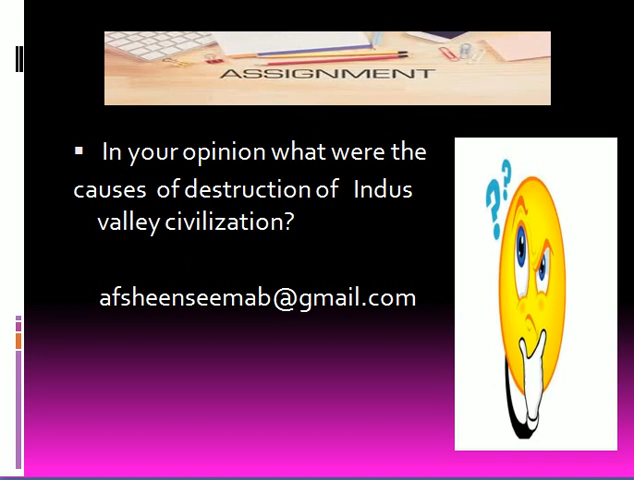 ASSIGNMENT
In your opinion what were the
causes of destruction of Indus
valley civilization?
afsheenseemab@gmail.com